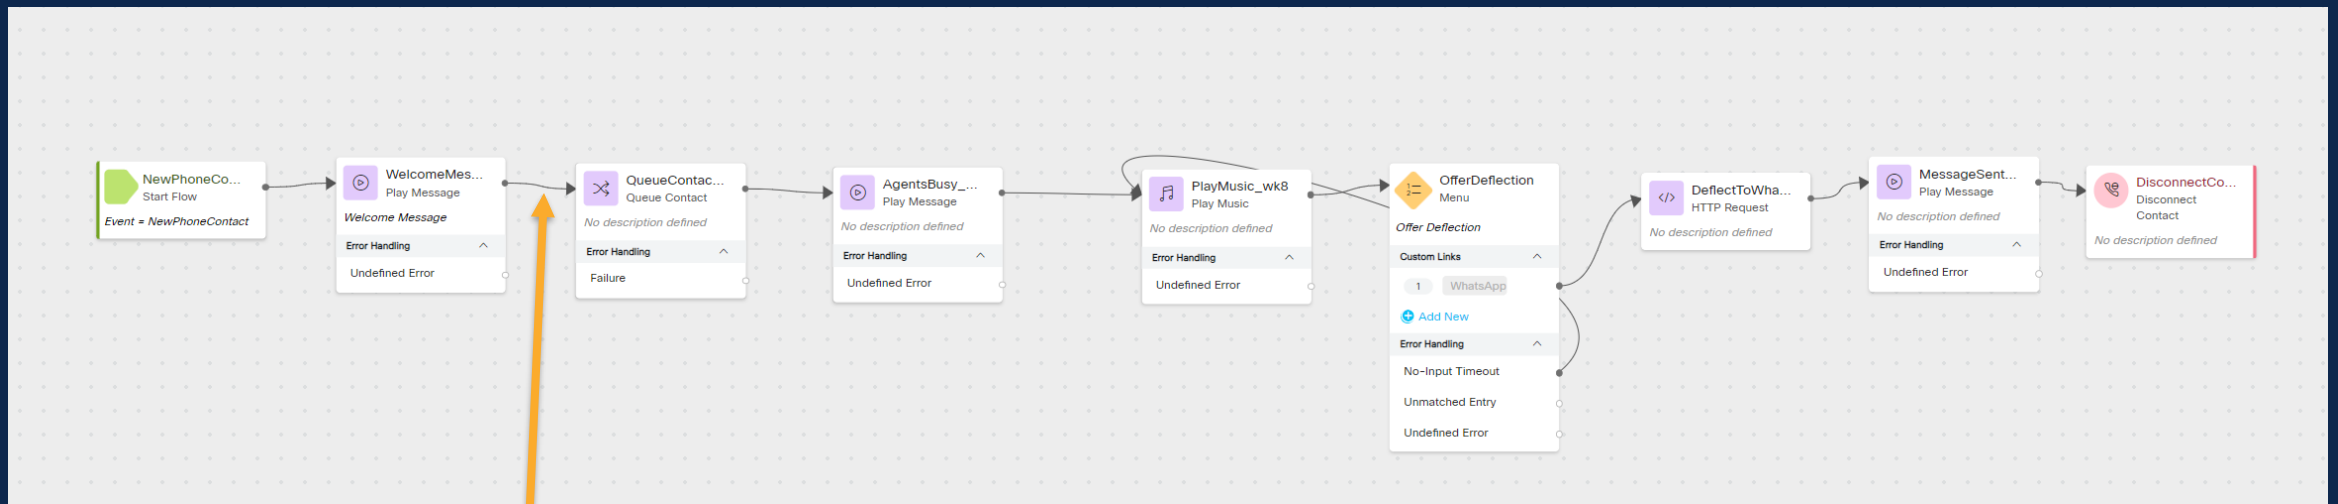 NewPhoneCo...
Start Flow
Event = NewPhoneContact
WelcomeMes...
Play Message
Welcome Message
Error Handling
Undefined Error
QueueContac...
Queue Contact
No description defined
Error Handling
Failure
AgentsBusy_...
Play Message
No description defined
Error Handling
Undefined Error
PlayMusic_wk8
Play Music
No description defined
Error Handling
Undefined Error
OfferDeflection
Menu
Offer Deflection
Custom Links
1 WhatsApp
Add New
Error Handling
No-Input Timeout
Unmatched Entry
Undefined Error
DeflectToWha...
HTTP Request
No description defined
MessageSent...
Play Message
No description defined
Error Handling
Undefined Error
DisconnectCo...
Disconnect
Contact
No description defined